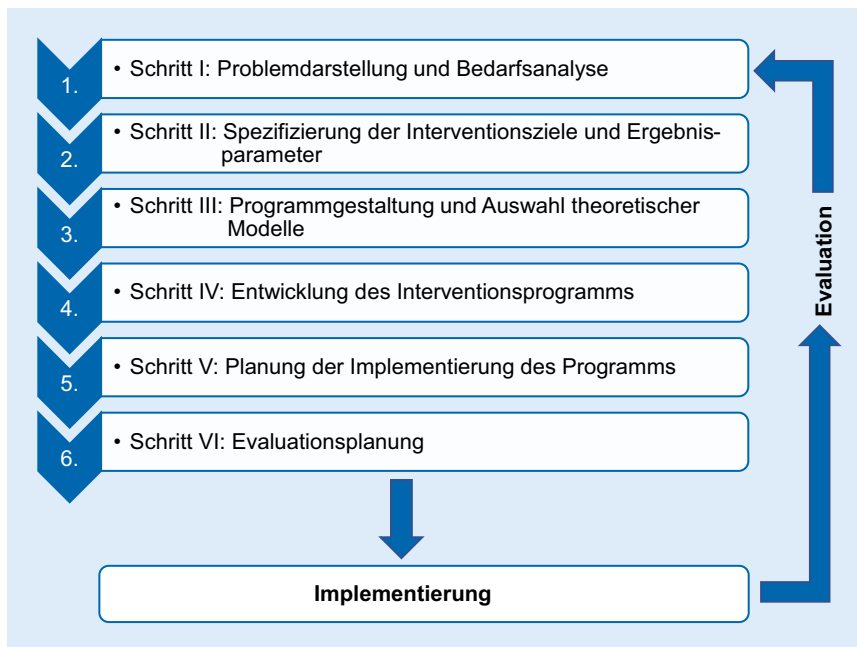 1.
• Schritt I: Problemdarstellung und Bedarfsanalyse
2.
• Schritt II: Spezifizierung der Interventionsziele und Ergebnis-
parameter
3.
• Schritt III: Programmgestaltung und Auswahl theoretischer
Modelle
4.
• Schritt IV: Entwicklung des Interventionsprogramms
5.
• Schritt V: Planung der Implementierung des Programms
6.
• Schritt VI: Evaluationsplanung
Implementierung
Evaluation